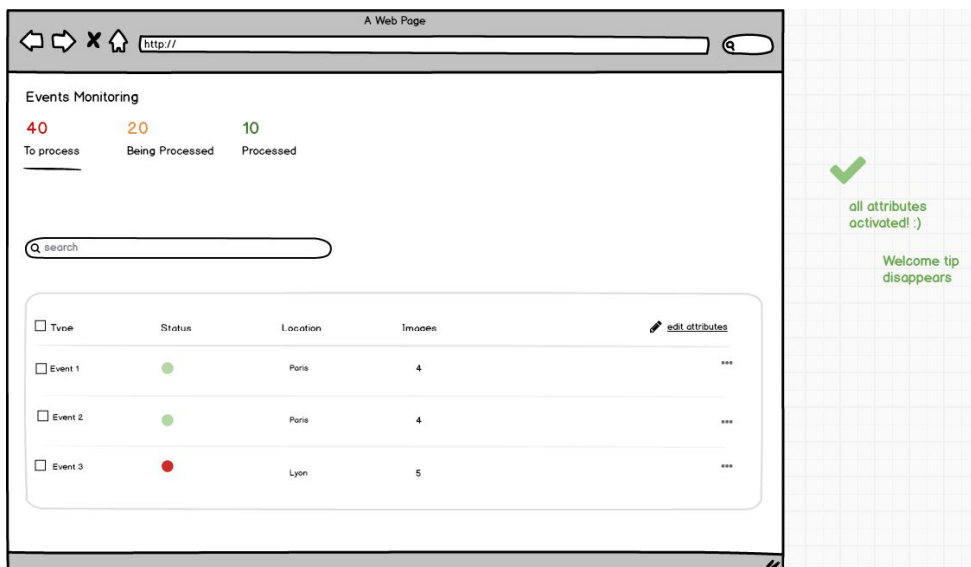 A Web Page
http://
Events Monitoring
40 20 10
To process Being Processed Processed
search
Type Status Location Images edit attributes
Event 1 Paris 4
Event 2 Paris 4
Event 3 Lyon 5
all attributes
activated! :)
Welcome tip
disappears